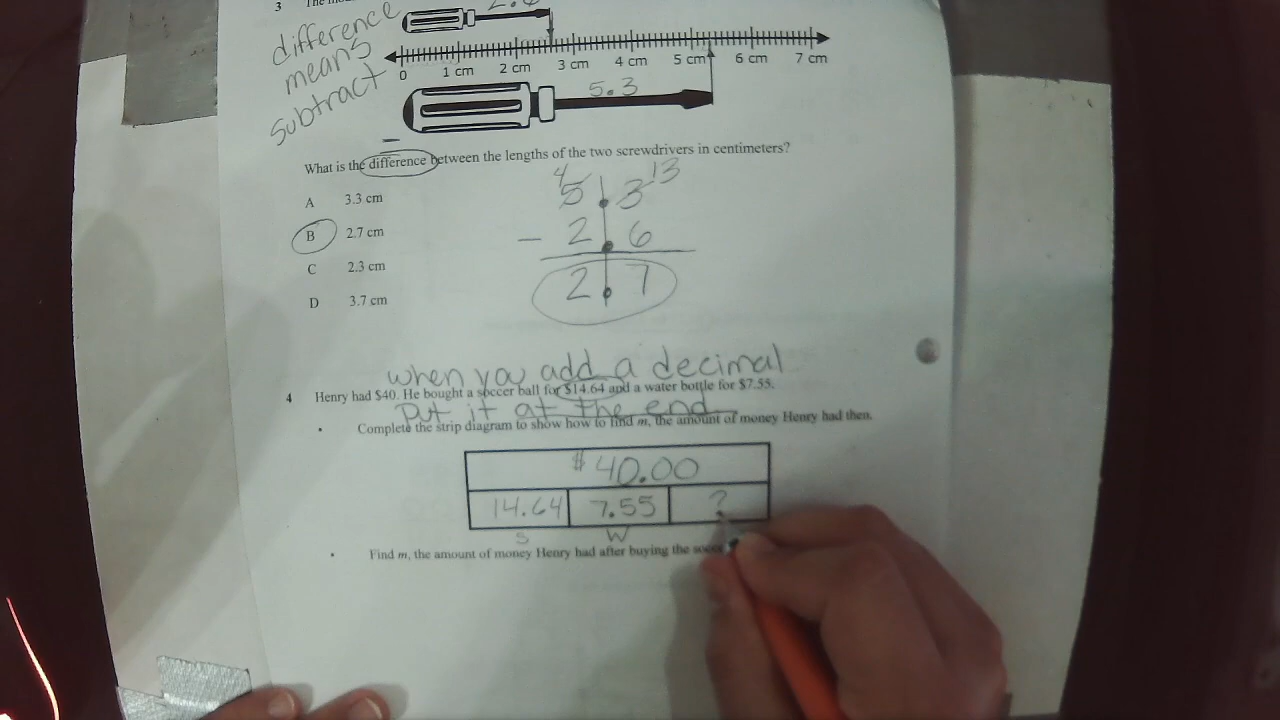 3
difference
means
subtract
0 1 cm 2 cm 3 cm 4 cm 5 cm 6 cm 7 cm
5.3
What is the difference between the lengths of the two screwdrivers in centimeters?
A 3.3 cm
B 2.7 cm
C 2.3 cm
D 3.7 cm
4 13
5.3
- 2.6
2.7
when you add a decimal
4 Henry had $40. He bought a soccer ball for $14.64 and a water bottle for $7.55.
Put it at the end
• Complete the strip diagram to show how to find m, the amount of money Henry had then.
$40.00
14.64 7.55 ?
S W
• Find m, the amount of money Henry had after buying the